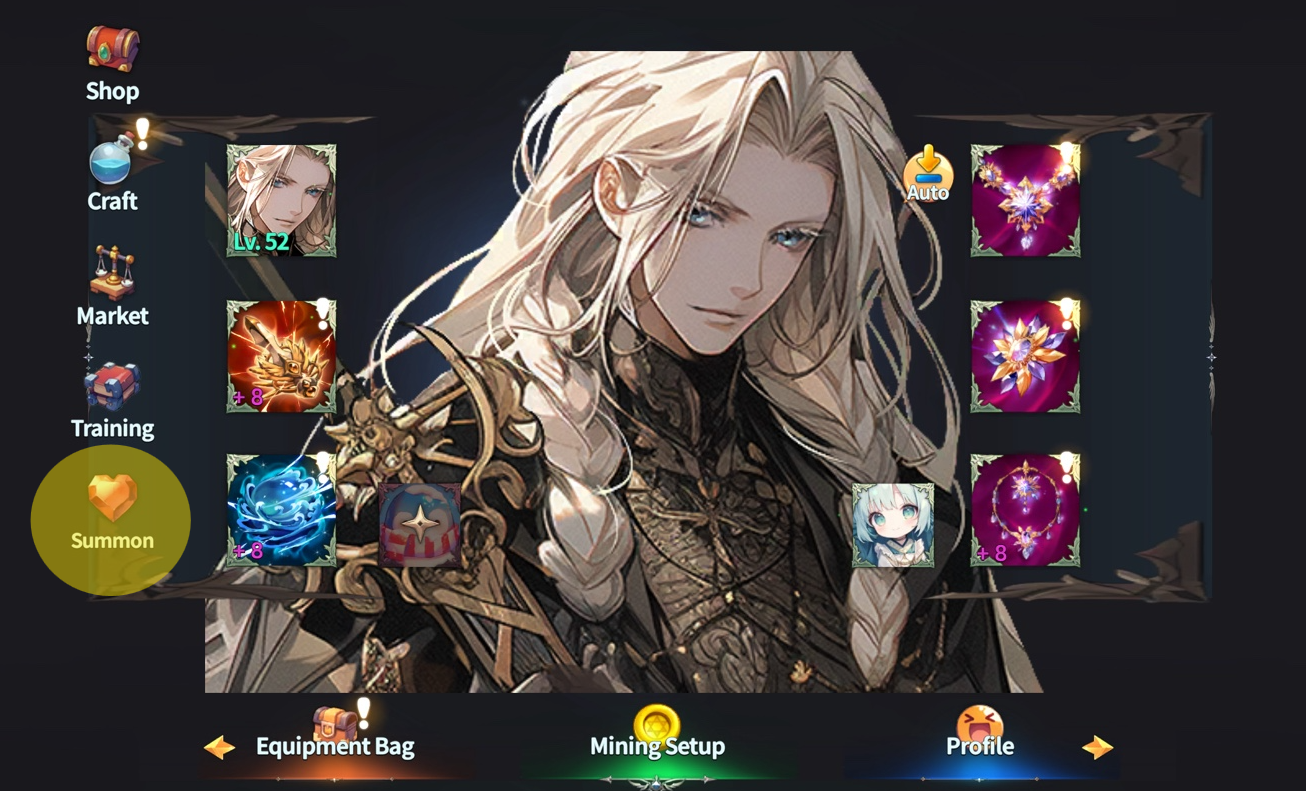 Shop
Craft
Market
Training
Summon
Lv. 52
+ 8
+ 8
Auto
+ 8
Equipment Bag
Mining Setup
Profile